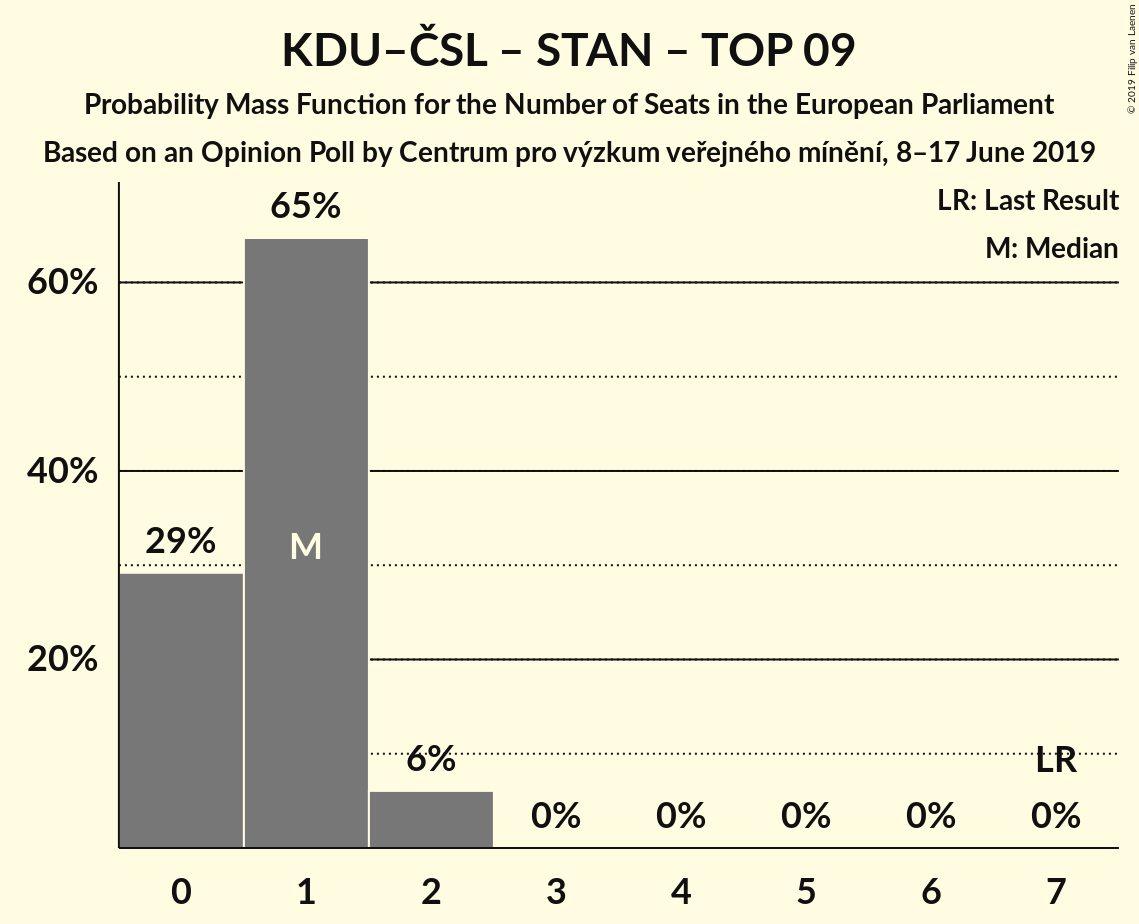 KDU–ČSL – STAN – TOP 09
Probability Mass Function for the Number of Seats in the European Parliament
Based on an Opinion Poll by Centrum pro výzkum veřejného mínění, 8–17 June 2019
© 2019 Filip van Laenen
LR: Last Result
M: Median
65%
60%
40%
29%
M
20%
6%
LR
0% 0% 0% 0% 0%
0 1 2 3 4 5 6 7